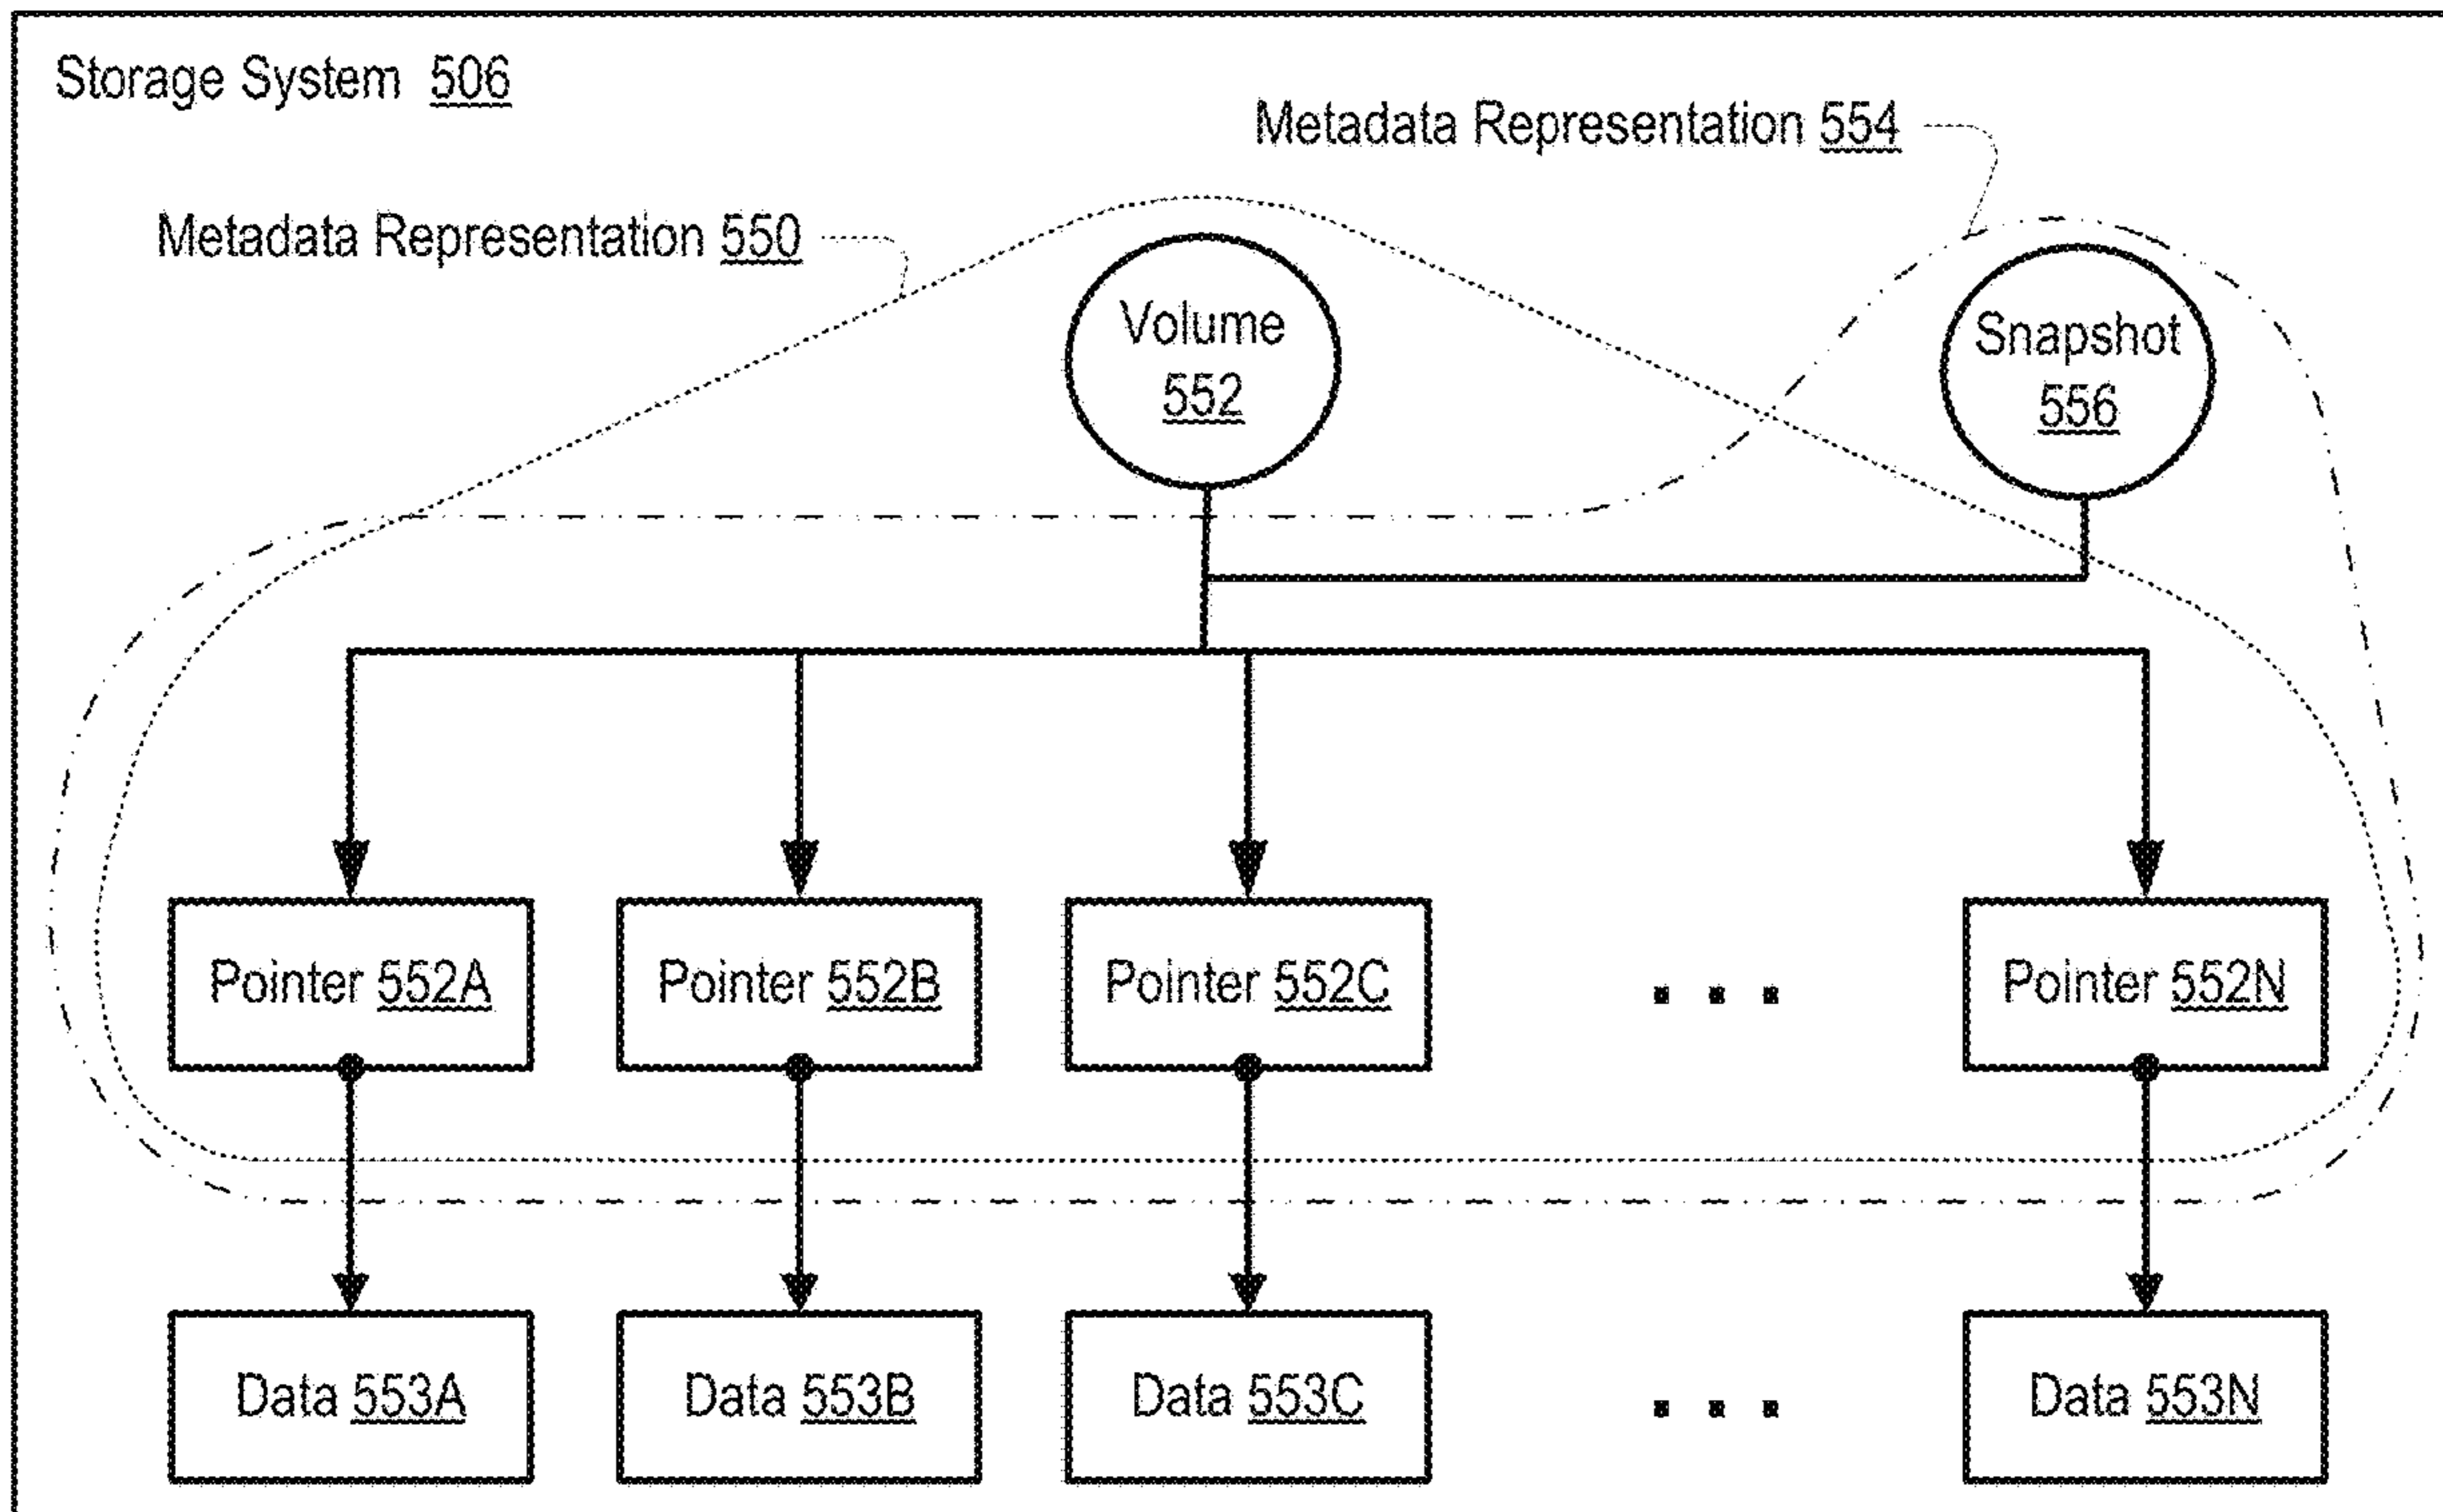 Storage System 506
Metadata Representation 554
Metadata Representation 550
Volume
552
Snapshot
556
Pointer 552A
Pointer 552B
Pointer 552C
. . .
Pointer 552N
Data 553A
Data 553B
Data 553C
. . .
Data 553N